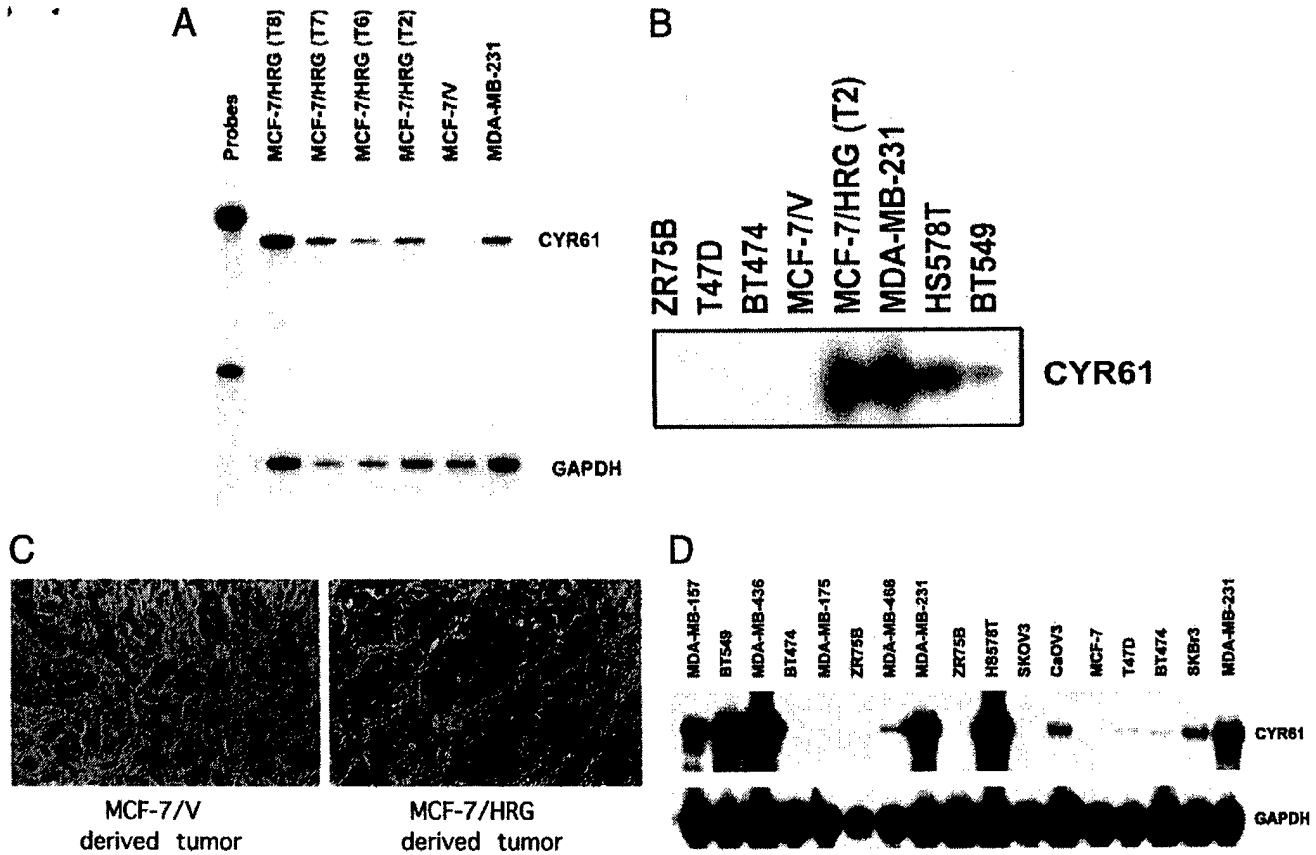 A
Probes
MCF-7/HRG (T8)
MCF-7/HRG (T7)
MCF-7/HRG (T6)
MCF-7/HRG (T2)
MCF-7/V
MDA-MB-231
CYR61
GAPDH
B
ZR75B
T47D
BT474
MCF-7/V
MCF-7/HRG (T2)
MDA-MB-231
HS578T
BT549
CYR61
C
MCF-7/V
derived tumor
MCF-7/HRG
derived tumor
D
MDA-MB-157
BT549
MDA-MB-436
BT474
MDA-MB-175
ZR75B
MDA-MB-468
MDA-MB-231
ZR75B
HS578T
SKOV3
CaOV3
MCF-7
T47D
BT474
SKBr3
MDA-MB-231
CYR61
GAPDH